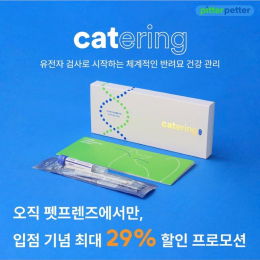 pitterpetter
catering
유전자 검사로 시작하는 체계적인 반려묘 건강 관리
catering
오직 펫프렌즈에서만,
입점 기념 최대 29% 할인 프로모션